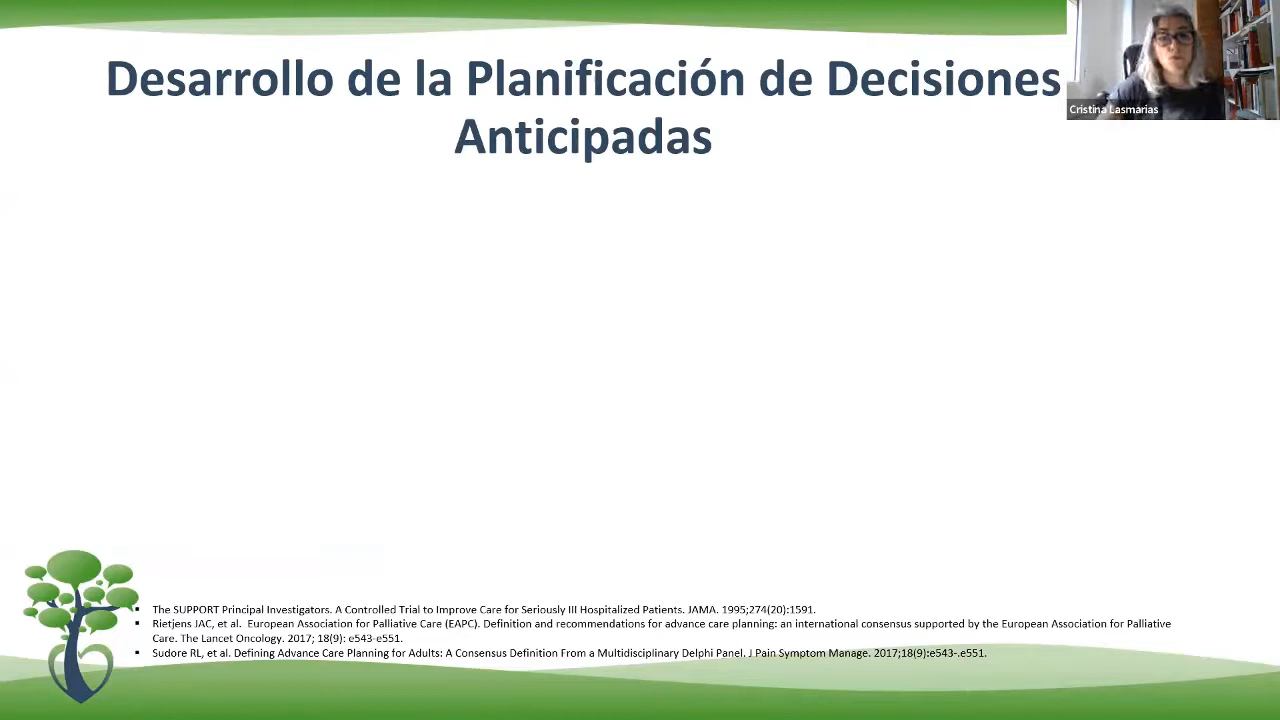 Desarrollo de la Planificación de Decisiones
Anticipadas
Cristina Lasmarias
▪ The SUPPORT Principal Investigators. A Controlled Trial to Improve Care for Seriously Ill Hospitalized Patients. JAMA. 1995;274(20):1591.
▪ Rietjens JAC, et al. European Association for Palliative Care (EAPC). Definition and recommendations for advance care planning: an international consensus supported by the European Association for Palliative
Care. The Lancet Oncology. 2017; 18(9): e543-e551.
▪ Sudore RL, et al. Defining Advance Care Planning for Adults: A Consensus Definition From a Multidisciplinary Delphi Panel. J Pain Symptom Manage. 2017;18(9):e543-.e551.